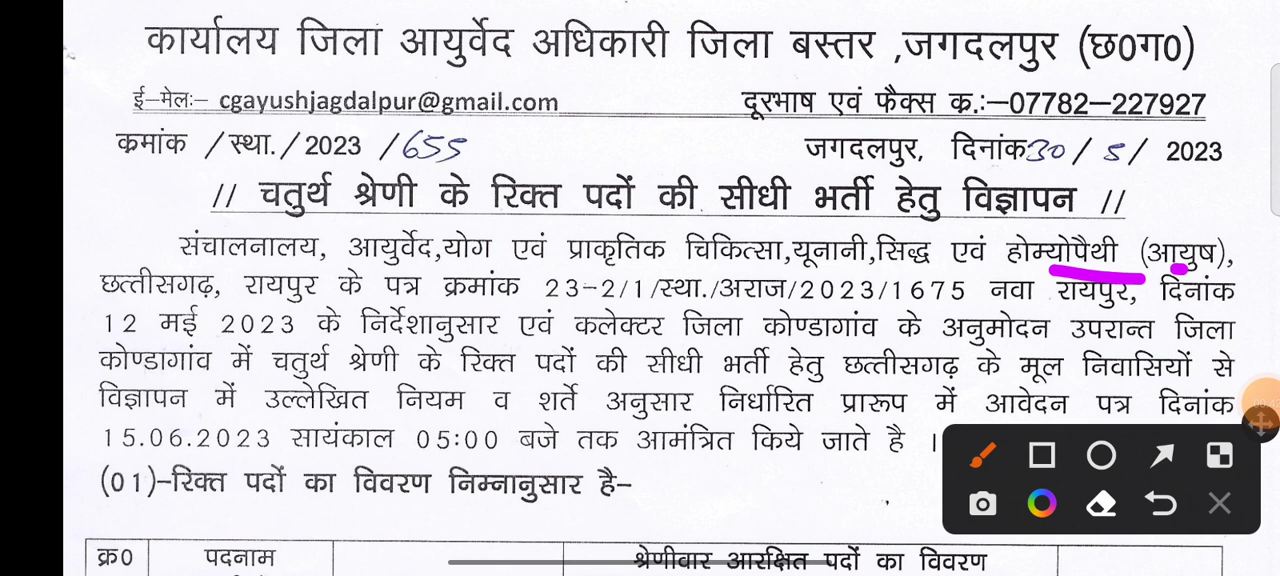 कार्यालय जिला आयुर्वेद अधिकारी जिला बस्तर ,जगदलपुर (छ0ग0)
ई–मेलः– cgayushjagdalpur@gmail.com दूरभाष एवं फैक्स क.:–07782–227927
कमांक /स्था./2023 /655 जगदलपुर, दिनांक30/5/ 2023
// चतुर्थ श्रेणी के रिक्त पदों की सीधी भर्ती हेतु विज्ञापन //
संचालनालय, आयुर्वेद,योग एवं प्राकृतिक चिकित्सा,यूनानी,सिद्ध एवं होम्योपैथी (आयुष),
छत्तीसगढ़, रायपुर के पत्र क्रमांक 23-2/1/स्था./अराज/2023/1675 नवा रायपुर, दिनांक
12 मई 2023 के निर्देशानुसार एवं कलेक्टर जिला कोण्डागांव के अनुमोदन उपरान्त जिला
कोण्डागांव में चतुर्थ श्रेणी के रिक्त पदों की सीधी भर्ती हेतु छत्तीसगढ़ के मूल निवासियों से
विज्ञापन में उल्लेखित नियम व शर्ते अनुसार निर्धारित प्रारूप में आवेदन पत्र दिनांक
15.06.2023 सायंकाल 05:00 बजे तक आमंत्रित किये जाते है ।
(01)-रिक्त पदों का विवरण निम्नानुसार है-
क्र0 पदनाम श्रेणीवार आरक्षित पदों का विवरण